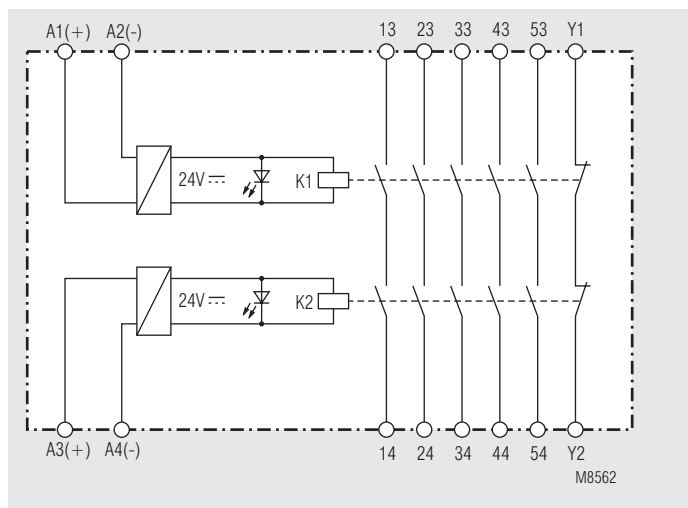 A1(+) A2(-) 13 23 33 43 53 Y1
24V K1
24V K2
A3(+) A4(-) 14 24 34 44 54 Y2
M8562